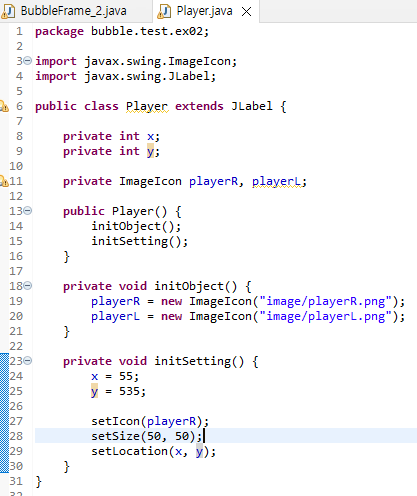 BubbleFrame_2.java Player.java
1 package bubble.test.ex02;
2
3 import javax.swing.ImageIcon;
4 import javax.swing.JLabel;
5
6 public class Player extends JLabel {
7
8 private int x;
9 private int y;
10
11 private ImageIcon playerR, playerL;
12
13 public Player() {
14 initObject();
15 initSetting();
16 }
17
18 private void initObject() {
19 playerR = new ImageIcon("image/playerR.png");
20 playerL = new ImageIcon("image/playerL.png");
21 }
22
23 private void initSetting() {
24 x = 55;
25 y = 535;
26
27 setIcon(playerR);
28 setSize(50, 50);
29 setLocation(x, y);
30 }
31 }